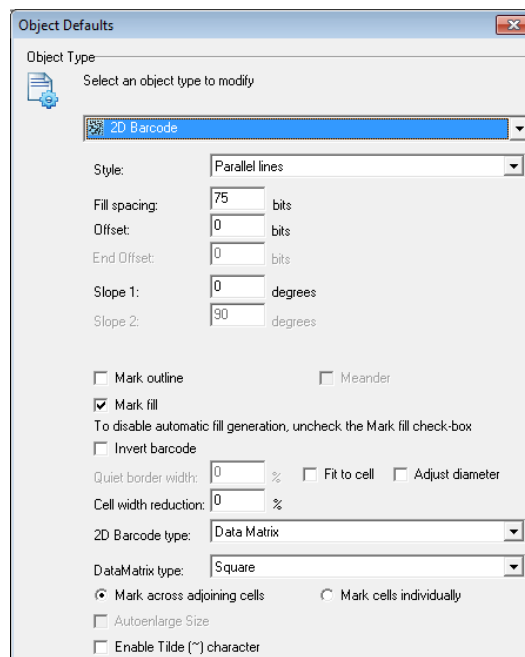 Object Defaults
Object Type
Select an object type to modify
2D Barcode
Style: Parallel lines
Fill spacing: 75 bits
Offset: 0 bits
End Offset: 0 bits
Slope 1: 0 degrees
Slope 2: 90 degrees
Mark outline Meander
Mark fill
To disable automatic fill generation, uncheck the Mark fill check-box
Invert barcode
Quiet border width: 0 % Fit to cell Adjust diameter
Cell width reduction: 0 %
2D Barcode type: Data Matrix
DataMatrix type: Square
Mark across adjoining cells Mark cells individually
Autoenlarge Size
Enable Tilde (~) character